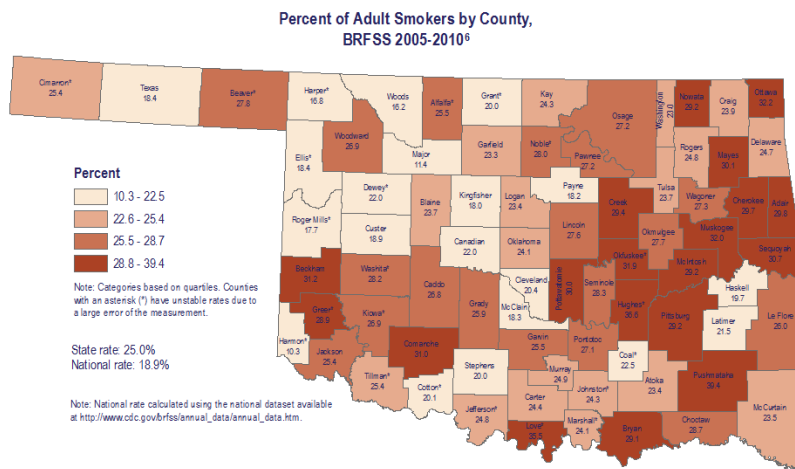 Percent of Adult Smokers by County,
BRFSS 2005-2010⁶
Cimarron*
25.4
Texas
18.4
Beaver*
27.8
Harper*
16.8
Woods
16.2
Alfalfa*
25.5
Grant*
20.0
Kay
24.3
Osage
27.2
Washington
23.0
Nowata
29.2
Craig
23.9
Ottawa
32.2
Ellis*
18.4
Woodward
26.9
Major
11.4
Garfield
23.3
Noble*
28.0
Pawnee
27.2
Rogers
24.8
Mayes
30.1
Delaware
24.7
Percent
10.3 - 22.5
22.6 - 25.4
25.5 - 28.7
28.8 - 39.4
Dewey*
22.0
Blaine
23.7
Kingfisher
18.0
Logan
23.4
Payne
18.2
Creek
29.4
Tulsa
23.7
Wagoner
27.3
Cherokee
29.7
Adair
29.8
Roger Mills*
17.7
Custer
18.9
Canadian
22.0
Oklahoma
24.1
Lincoln
27.6
Okmulgee
27.7
Muskogee
32.0
Sequoyah
30.7
Beckham
31.2
Washita*
28.2
Caddo
26.8
Grady
25.9
Cleveland
20.4
McClain
18.3
Pottawatomie
30.0
Seminole
28.3
Okfuskee*
31.9
McIntosh
29.2
Haskell
19.7
Note: Categories based on quartiles. Counties
with an asterisk (*) have unstable rates due to
a large error of the measurement.
Greer*
28.9
Kiowa*
26.9
Hughes*
Pittsburg
29.2
Latimer
21.5
Le Flore
26.0
State rate: 25.0%
National rate: 18.9%
Harmon*
10.3
Jackson
25.4
Comanche
31.0
Stephens
20.0
Garvin
25.5
Pontotoc
27.1
Coal*
22.5
Tillman*
25.4
Cotton*
20.1
Murray
24.9
Johnston*
24.3
Atoka
23.4
Pushmataha
39.4
McCurtain
23.5
Note: National rate calculated using the national dataset available
at http://www.cdc.gov/brfss/annual_data/annual_data.htm.
Jefferson*
24.8
Carter
24.4
Love*
Marshall*
24.1
Bryan
29.1
Choctaw
28.7